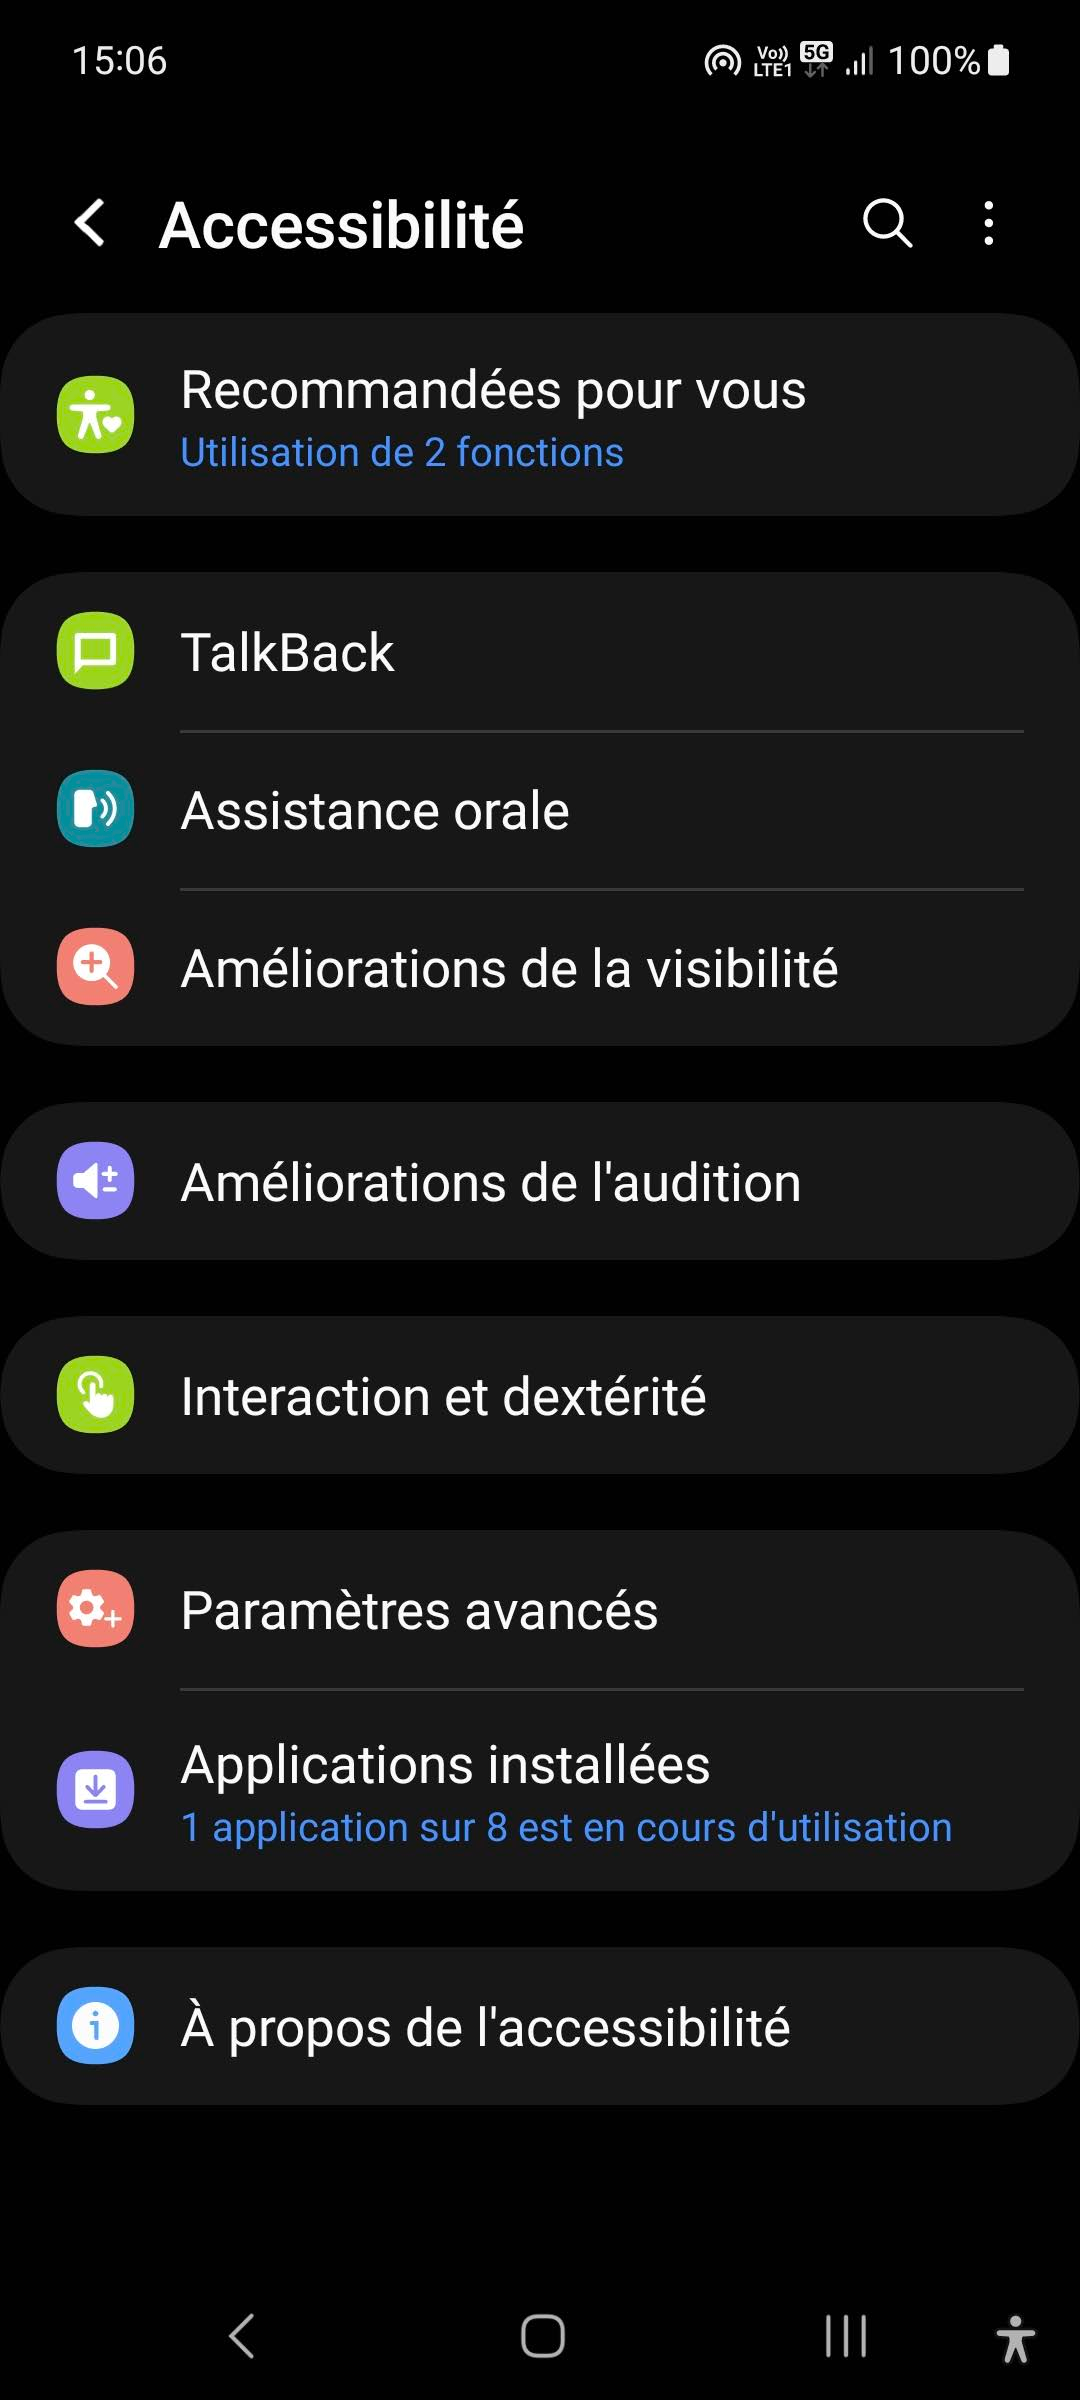 15:06
Vo)) LTE1 5G 100%
Accessibilité
Recommandées pour vous
Utilisation de 2 fonctions
TalkBack
Assistance orale
Améliorations de la visibilité
Améliorations de l'audition
Interaction et dextérité
Paramètres avancés
Applications installées
1 application sur 8 est en cours d'utilisation
À propos de l'accessibilité